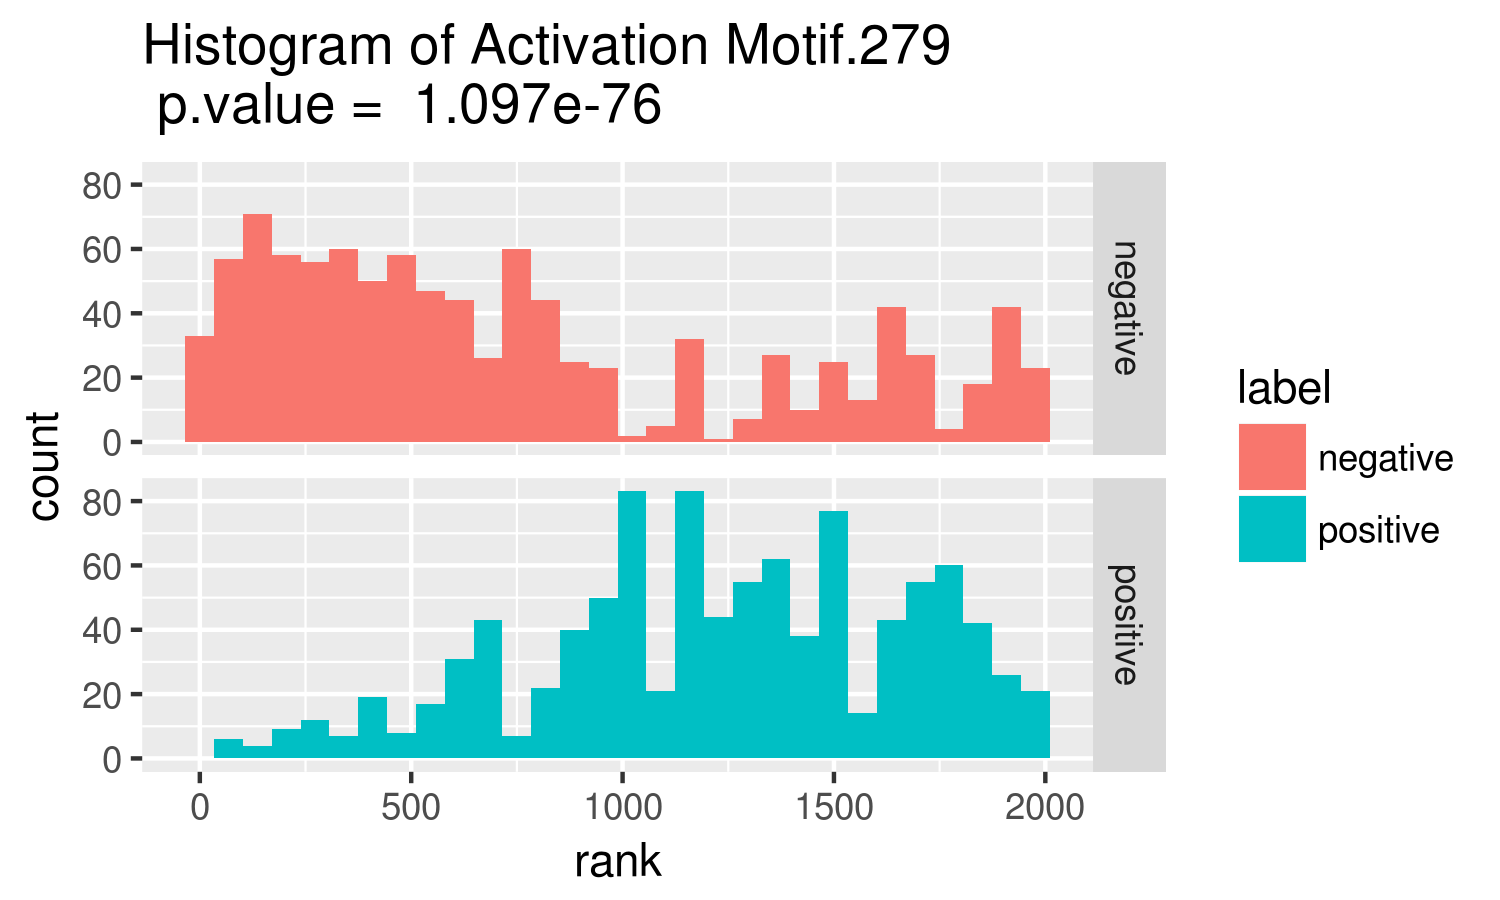 Histogram of Activation Motif.279
p.value = 1.097e-76
80
60
40
20
0
negative
80
60
40
20
0
positive
count
0 500 1000 1500 2000
rank
label
negative
positive